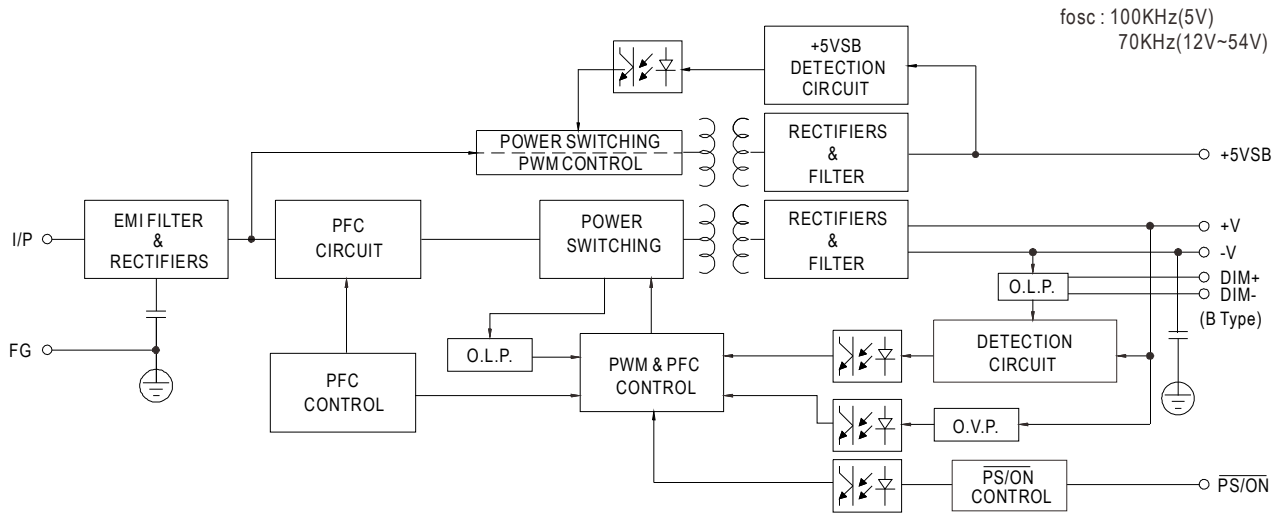 fosc : 100KHz(5V)
70KHz(12V~54V)
+5VSB
DETECTION
CIRCUIT
POWER SWITCHING
PWM CONTROL
RECTIFIERS
&
FILTER
+5VSB
I/P
EMI FILTER
&
RECTIFIERS
PFC
CIRCUIT
POWER
SWITCHING
RECTIFIERS
&
FILTER
+V
-V
O.L.P.
DIM+
DIM-
(B Type)
FG
O.L.P.
PFC
CONTROL
PWM & PFC
CONTROL
DETECTION
CIRCUIT
O.V.P.
PS/ON
CONTROL
PS/ON